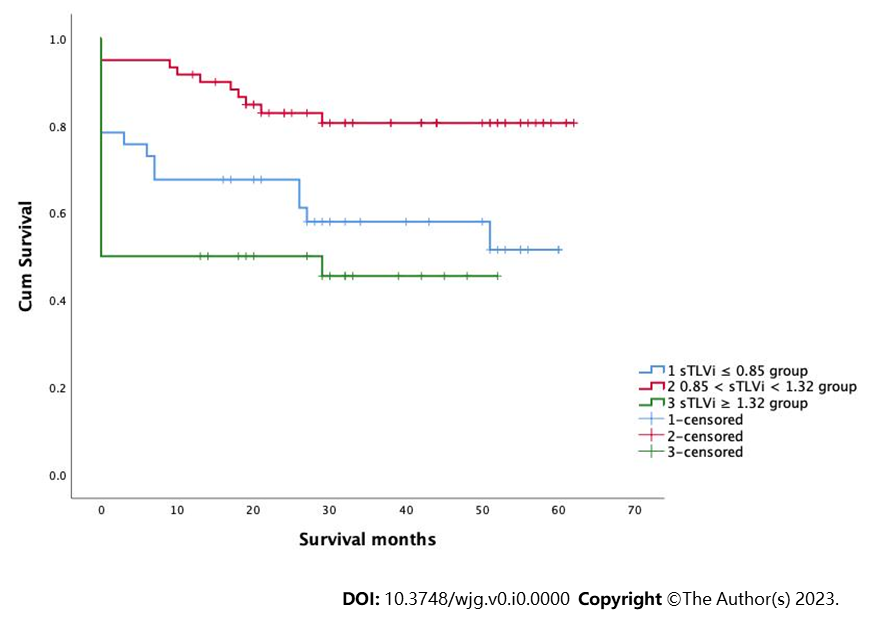 1.0
0.8
0.6
0.4
0.2
0.0
Cum Survival
0 10 20 30 40 50 60 70
Survival months
1 sTLVi ≤ 0.85 group
2 0.85 < sTLVi < 1.32 group
3 sTLVi ≥ 1.32 group
1-censored
2-censored
3-censored
DOI: 10.3748/wjg.v0.i0.0000 Copyright ©The Author(s) 2023.